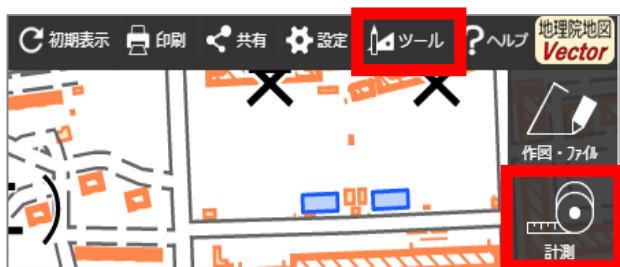 初期表示 印刷 共有 設定 ツール ヘルプ 地理院地図
Vector
作図・ファイル
計測